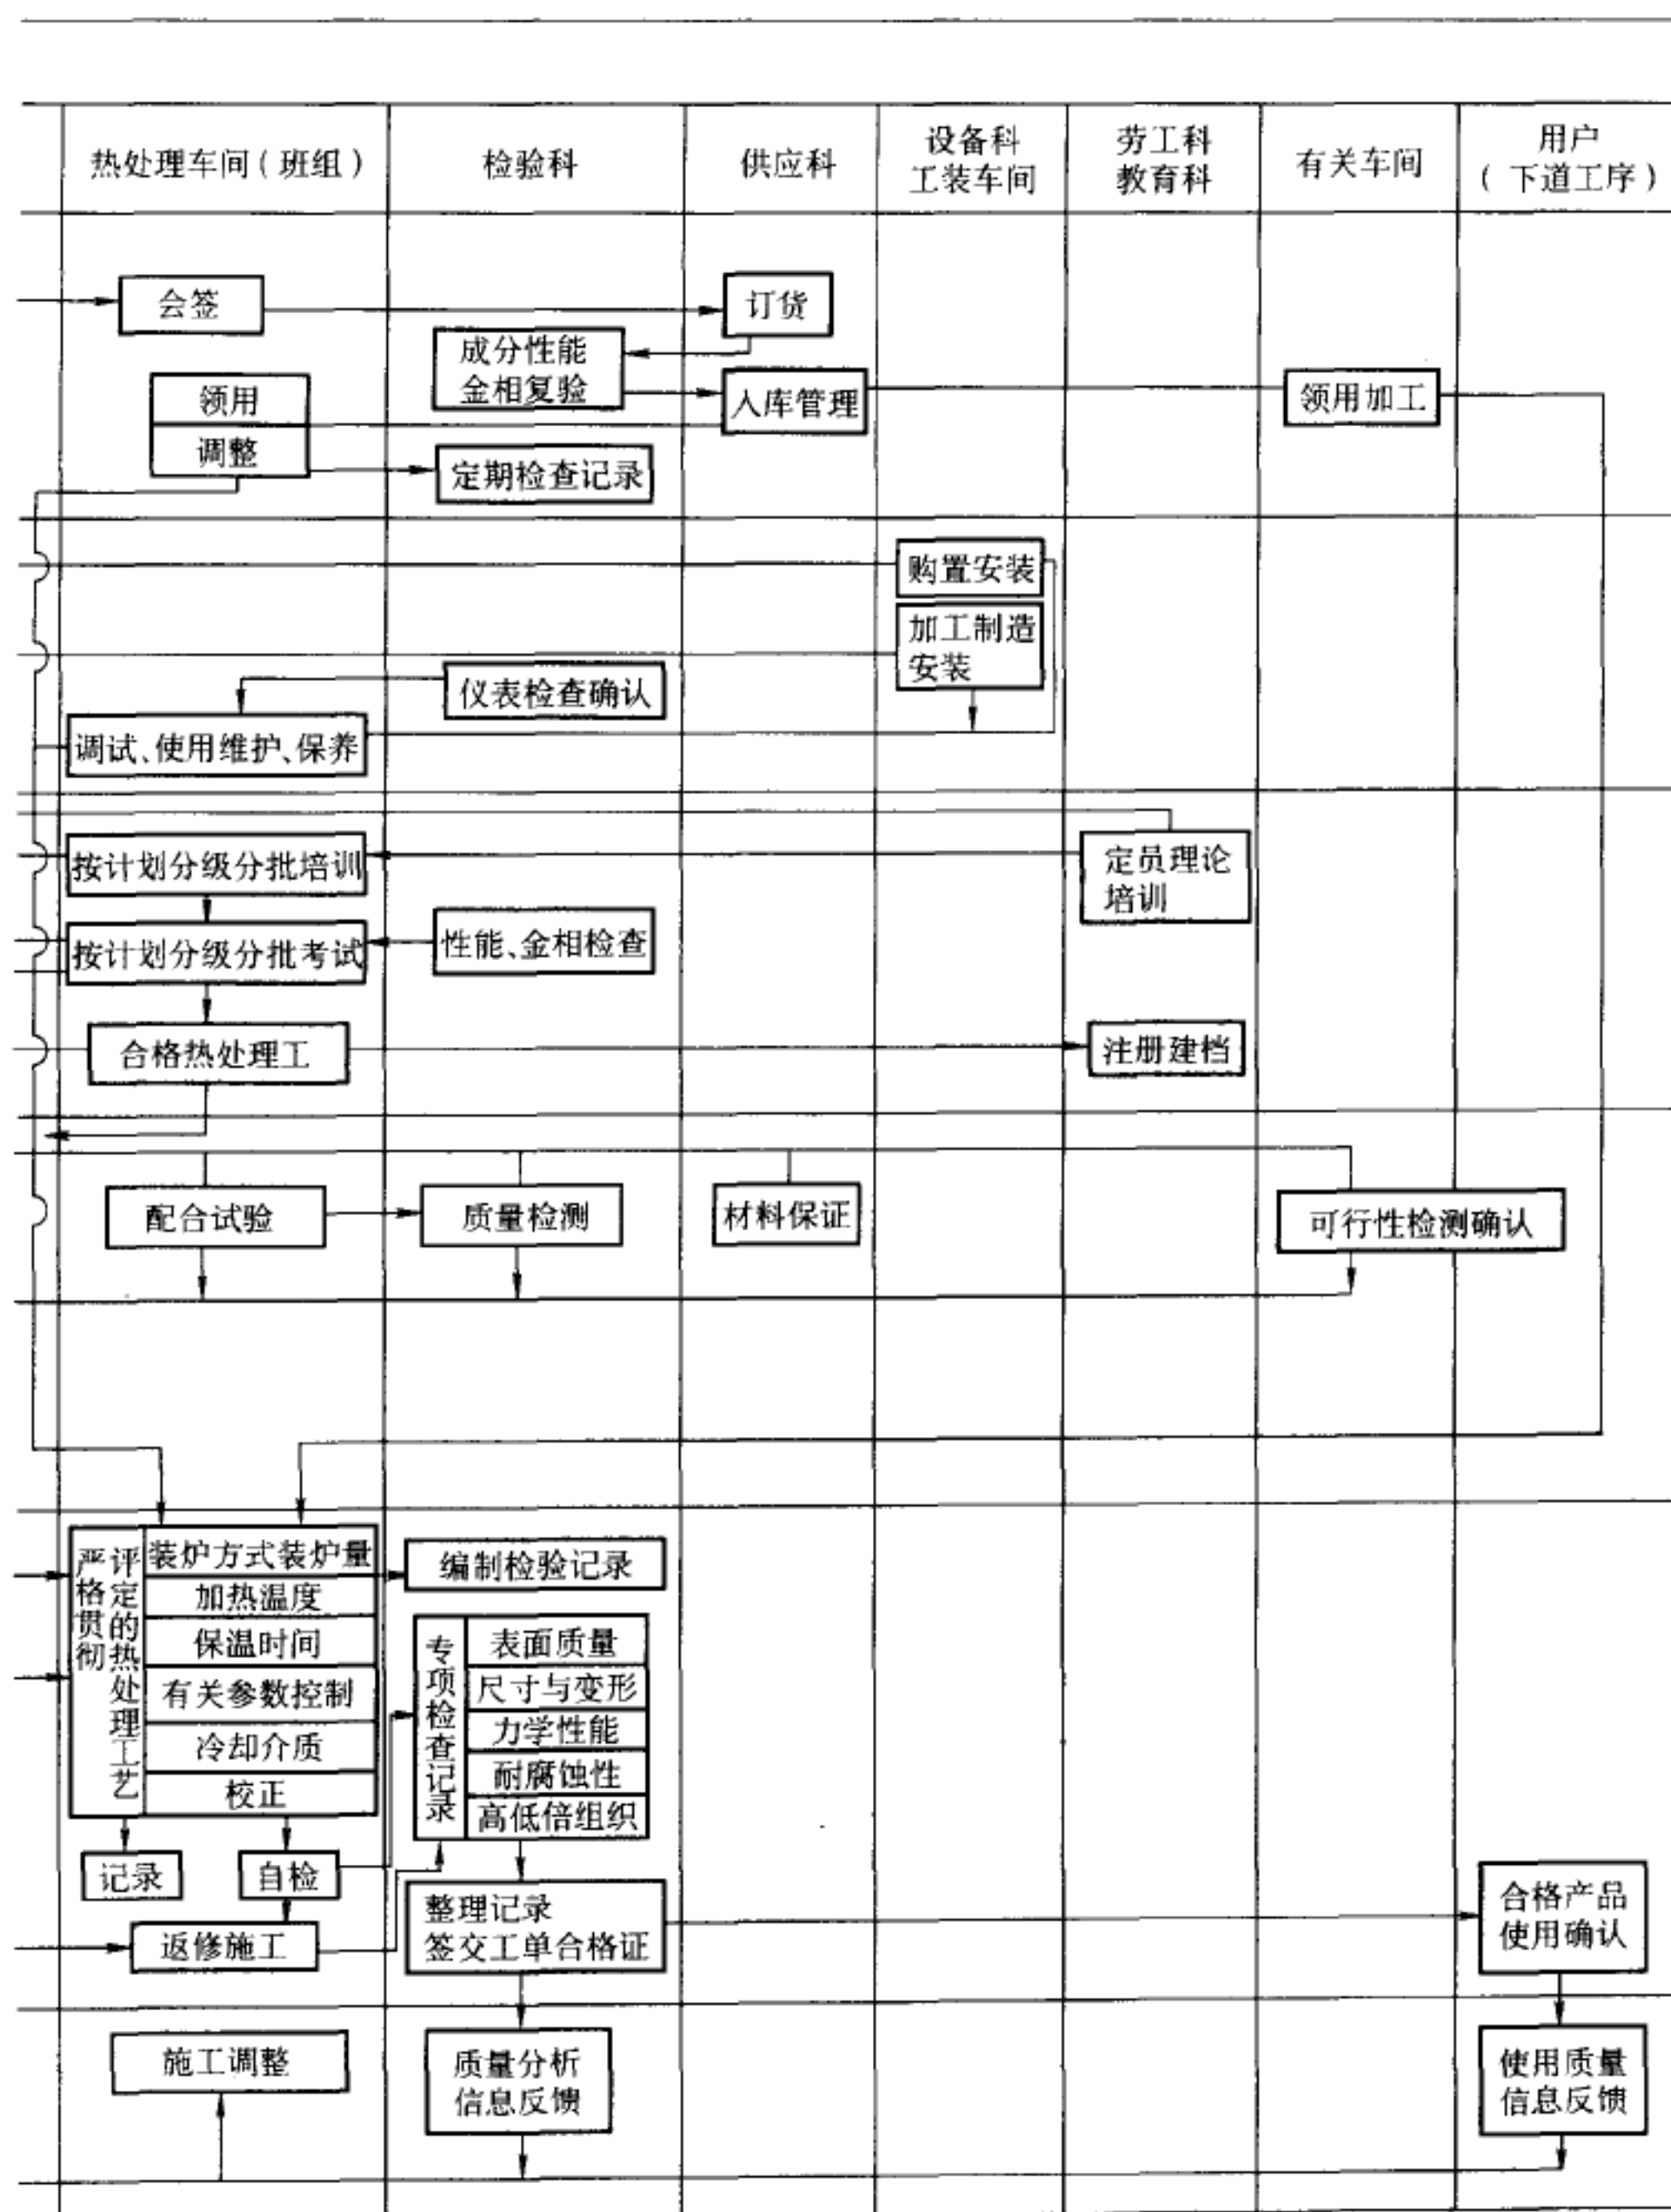 热处理车间(班组)
检验科
供应科
设备科
工装车间
劳工科
教育科
有关车间
用户
(下道工序)
会签
订货
成分性能
金相复验
领用
调整
入库管理
领用加工
定期检查记录
购置安装
加工制造
安装
仪表检查确认
调试、使用维护、保养
按计划分级分批培训
定员理论
培训
按计划分级分批考试
性能、金相检查
合格热处理工
注册建档
配合试验
质量检测
材料保证
可行性检测确认
严格贯彻
评定的热处理工艺
装炉方式装炉量
加热温度
保温时间
有关参数控制
冷却介质
校正
编制检验记录
专项检查记录
表面质量
尺寸与变形
力学性能
耐腐蚀性
高低倍组织
记录
自检
返修施工
整理记录
签交工单合格证
合格产品
使用确认
施工调整
质量分析
信息反馈
使用质量
信息反馈